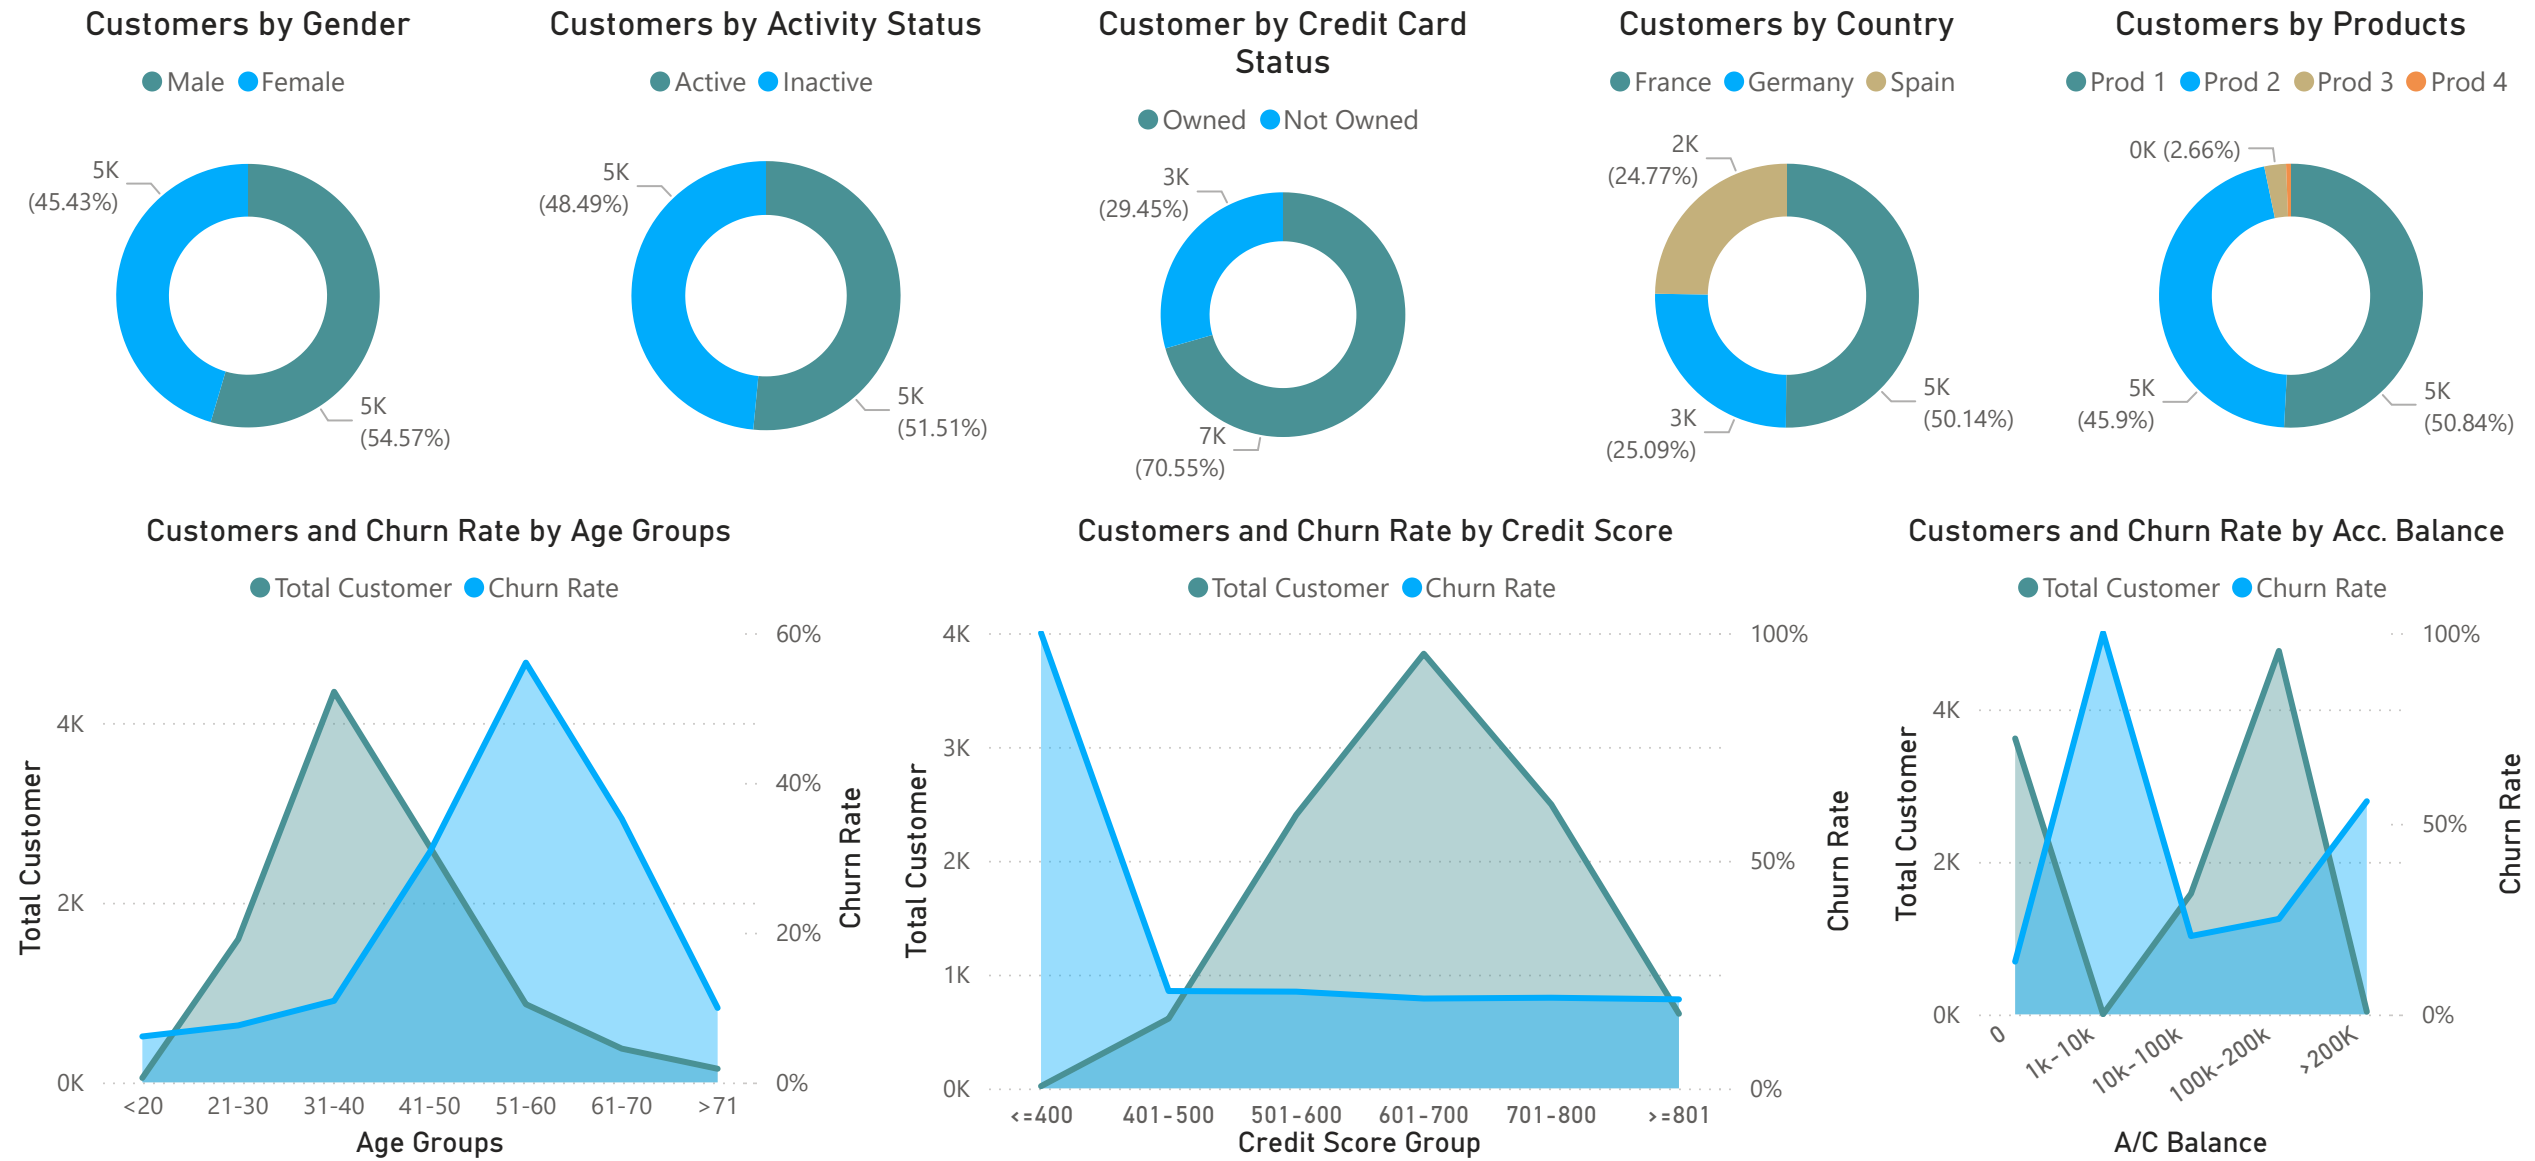 Customers by Gender
Male Female
5K
(45.43%)
5K
(54.57%)
Customers by Activity Status
Active Inactive
5K
(48.49%)
5K
(51.51%)
Customer by Credit Card
Status
Owned Not Owned
3K
(29.45%)
7K
(70.55%)
Customers by Country
France Germany Spain
2K
(24.77%)
3K
(25.09%)
5K
(50.14%)
Customers by Products
Prod 1 Prod 2 Prod 3 Prod 4
0K (2.66%)
5K
(45.9%)
5K
(50.84%)
Customers and Churn Rate by Age Groups
Total Customer Churn Rate
60%
4K
40%
2K
20%
0K
0%
Total Customer
Churn Rate
<20 21-30 31-40 41-50 51-60 61-70 >71
Age Groups
Customers and Churn Rate by Credit Score
Total Customer Churn Rate
4K
100%
3K
2K
50%
1K
0K
0%
Total Customer
Churn Rate
<=400 401-500 501-600 601-700 701-800 >=801
Credit Score Group
Customers and Churn Rate by Acc. Balance
Total Customer Churn Rate
100%
4K
50%
2K
0K
0%
Total Customer
Churn Rate
0 1k-10k 10k-100k 100k-200k >200K
A/C Balance